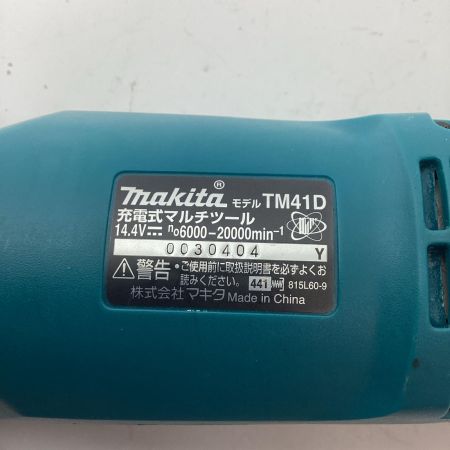 makita® モデル TM41D
充電式マルチツール
14.4V⎓ n₀6000-20000min⁻¹
0030404 Y
⚠警告・ご使用前に取扱説明書を必ずよくお
読みください。 441 815L60-9
株式会社 マキタ Made in China